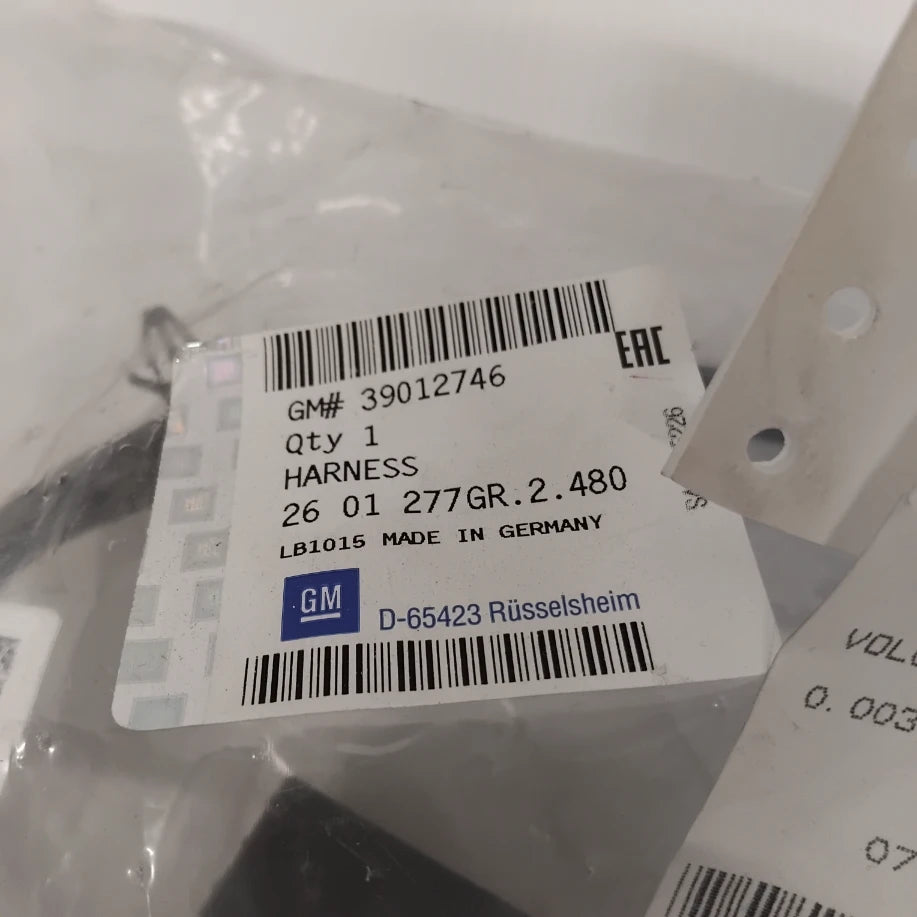 GM# 39012746
EAC
Qty 1
HARNESS
26 01 277GR.2.480
LB1015 MADE IN GERMANY
GM
D-65423 Rüsselsheim
0.003
07